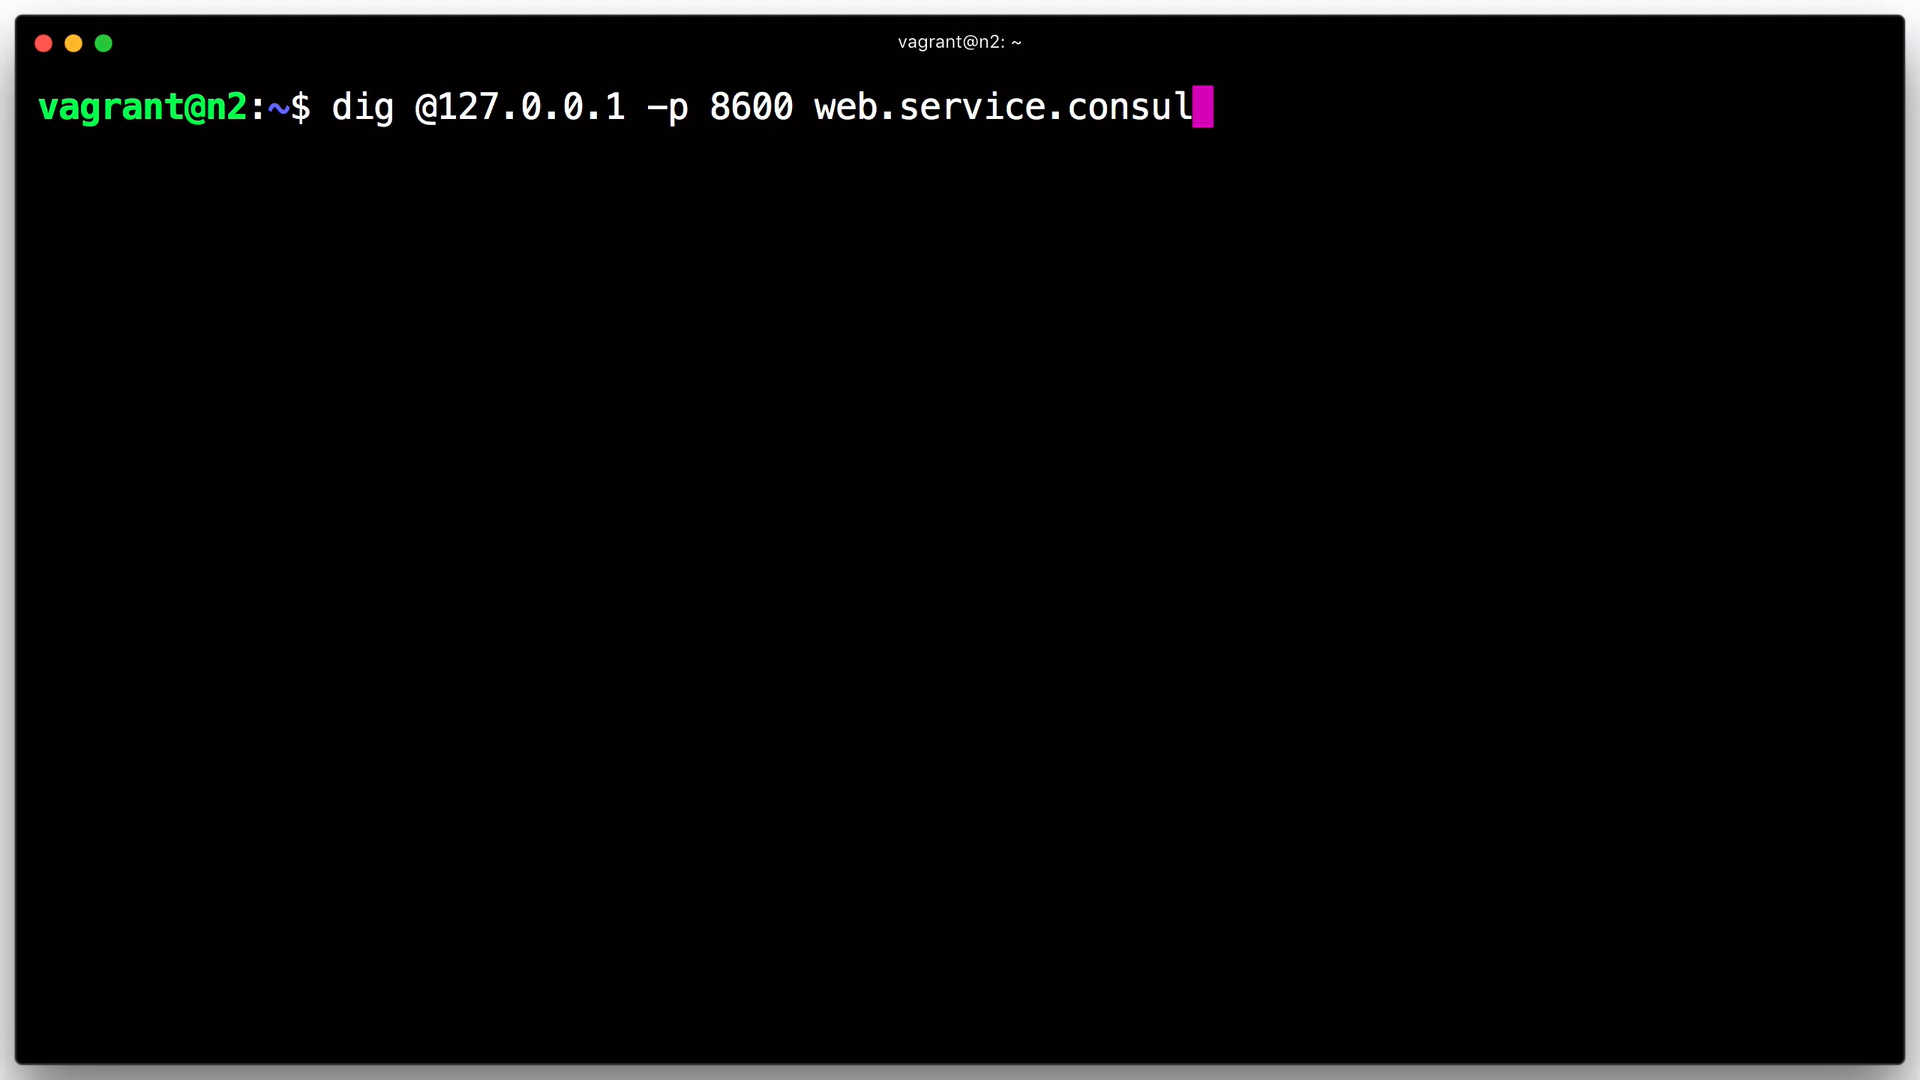 vagrant@n2: ~
vagrant@n2:~$ dig @127.0.0.1 -p 8600 web.service.consul